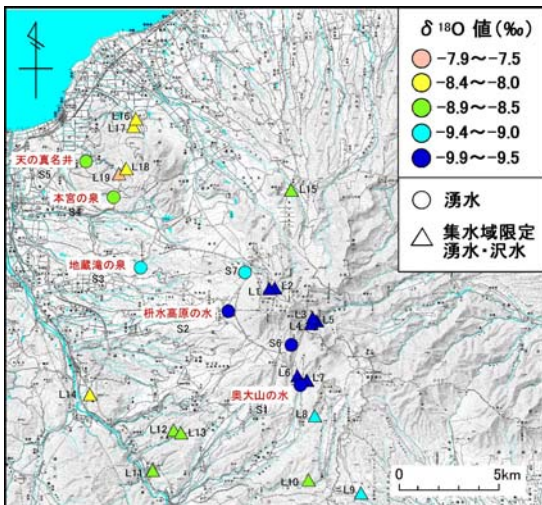 δ 18O 値(‰)
-7.9～-7.5
-8.4～-8.0
-8.9～-8.5
-9.4～-9.0
-9.9～-9.5
湧水
集水域限定
湧水・沢水
L16
L17
天の真名井
S5
L18
L19
本宮の泉
S4
L15
地蔵滝の泉
S3
S7
L1
L2
枡水高原の水
S2
L3
L5
L4
S6
L6
L7
奥大山の水
S1
L14
L8
L12
L13
L11
L10
L9
5km